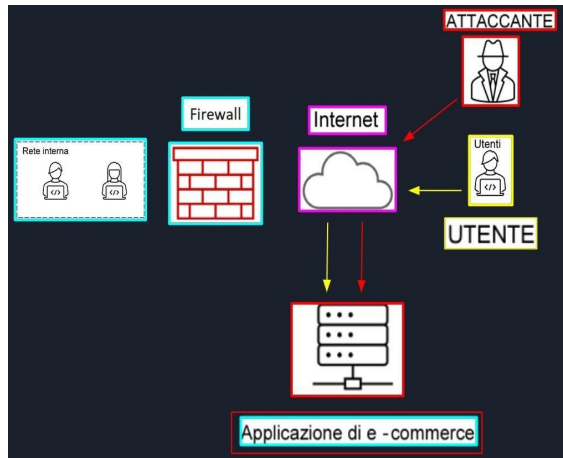 ATTACCANTE
Firewall
Internet
Rete interna
Utenti
UTENTE
Applicazione di e -commerce